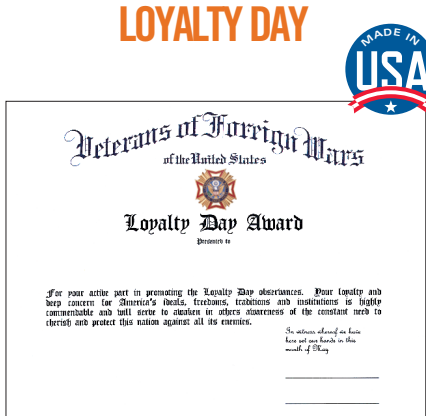 LOYALTY DAY
MADE IN
USA
Veterans of Foreign Wars
of the United States
Loyalty Day Award
Presented to
For your active part in promoting the Loyalty Day observances. Your loyalty and
deep concern for America's ideals, freedoms, traditions and institutions is highly
commendable and will serve to awaken in others awareness of the constant need to
cherish and protect this nation against all its enemies.
In witness whereof we have
here set our hands in this
month of May